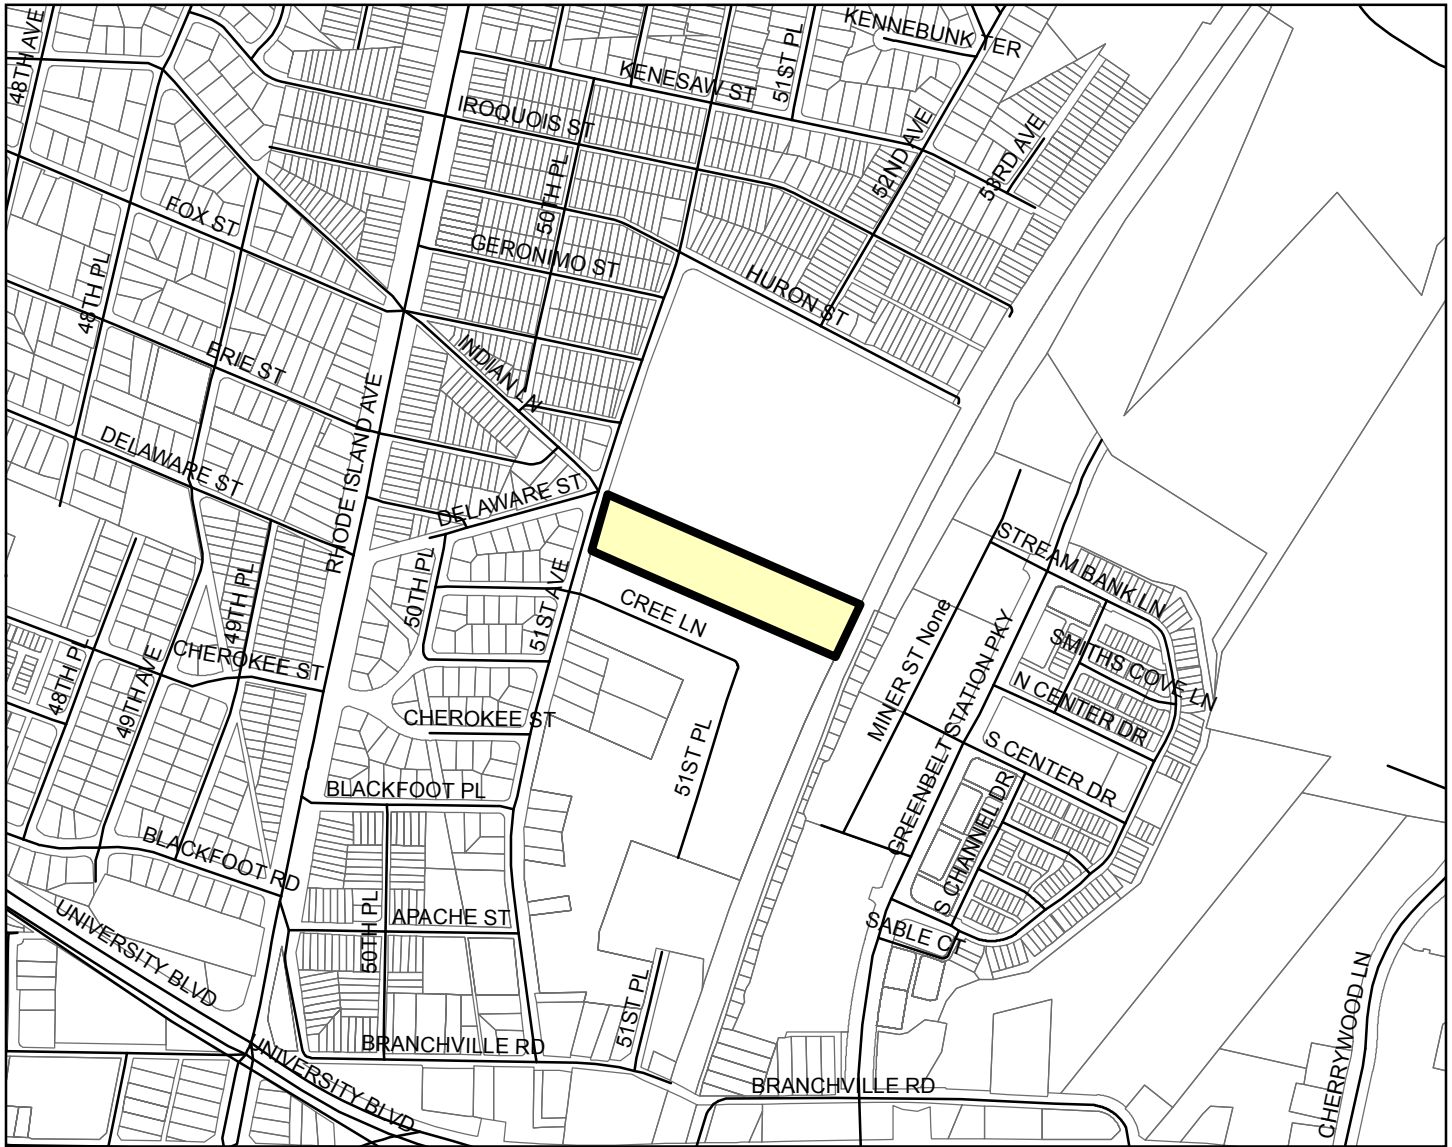 48TH AVE
KENNEBUNK TER
51ST PL
KENESAW ST
IROQUOIS ST
52ND AVE
53RD AVE
50TH PL
FOX ST
GERONIMO ST
48TH PL
HURON ST
ERIE ST
INDIAN LN
RHODE ISLAND AVE
DELAWARE ST
DELAWARE ST
STREAM BANK LN
50TH PL
51ST AVE
49TH PL
CREE LN
MINER ST None
GREENBELT STATION PKY
SMITHS COVE LN
CHEROKEE ST
48TH PL
49TH AVE
N CENTER DR
CHEROKEE ST
S CENTER DR
51ST PL
BLACKFOOT PL
S CHANNEL DR
BLACKFOOT RD
APACHE ST
50TH PL
SABLE CT
UNIVERSITY BLVD
51ST PL
CHERRYWOOD LN
BRANCHVILLE RD
UNIVERSITY BLVD
BRANCHVILLE RD